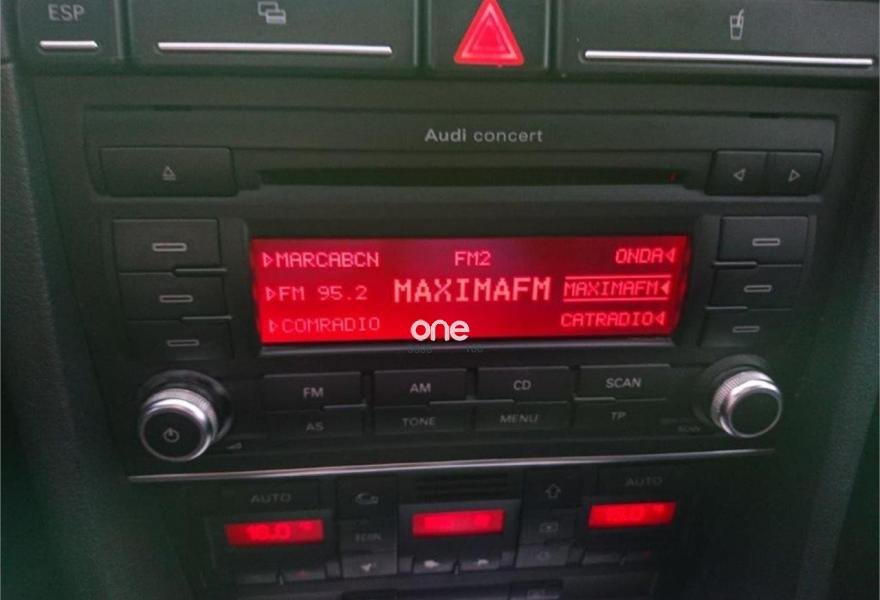 ESP
Audi concert
MARCABCN FM2 ONDA
FM 95.2 MAXIMAFM MAXIMAFM
COMRADIO CATRADIO
one
FM AM CD SCAN
AS TONE MENU TP
AUTO AUTO
ECON